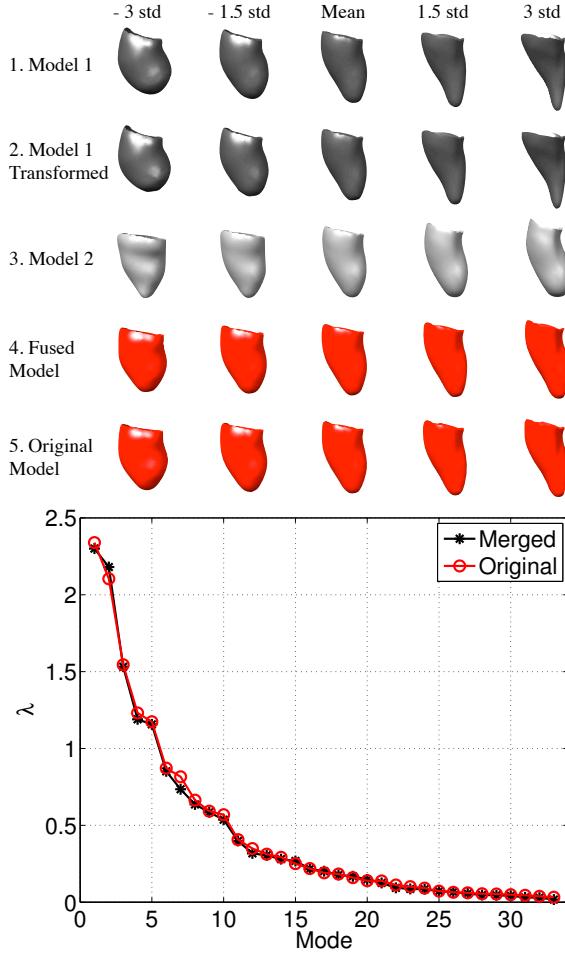 - 3 std - 1.5 std Mean 1.5 std 3 std
1. Model 1
2. Model 1
Transformed
3. Model 2
4. Fused
Model
5. Original
Model
2.5
2
1.5
1
0.5
0
λ
Merged
Original
0 5 10 15 20 25 30
Mode